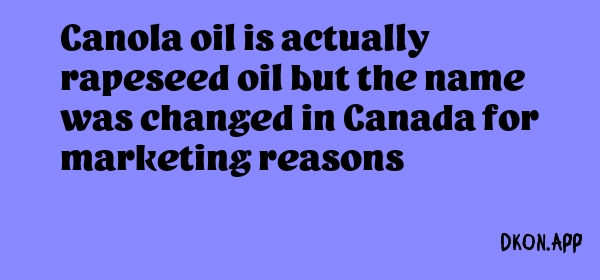 Canola oil is actually
rapeseed oil but the name
was changed in Canada for
marketing reasons
DKON.APP